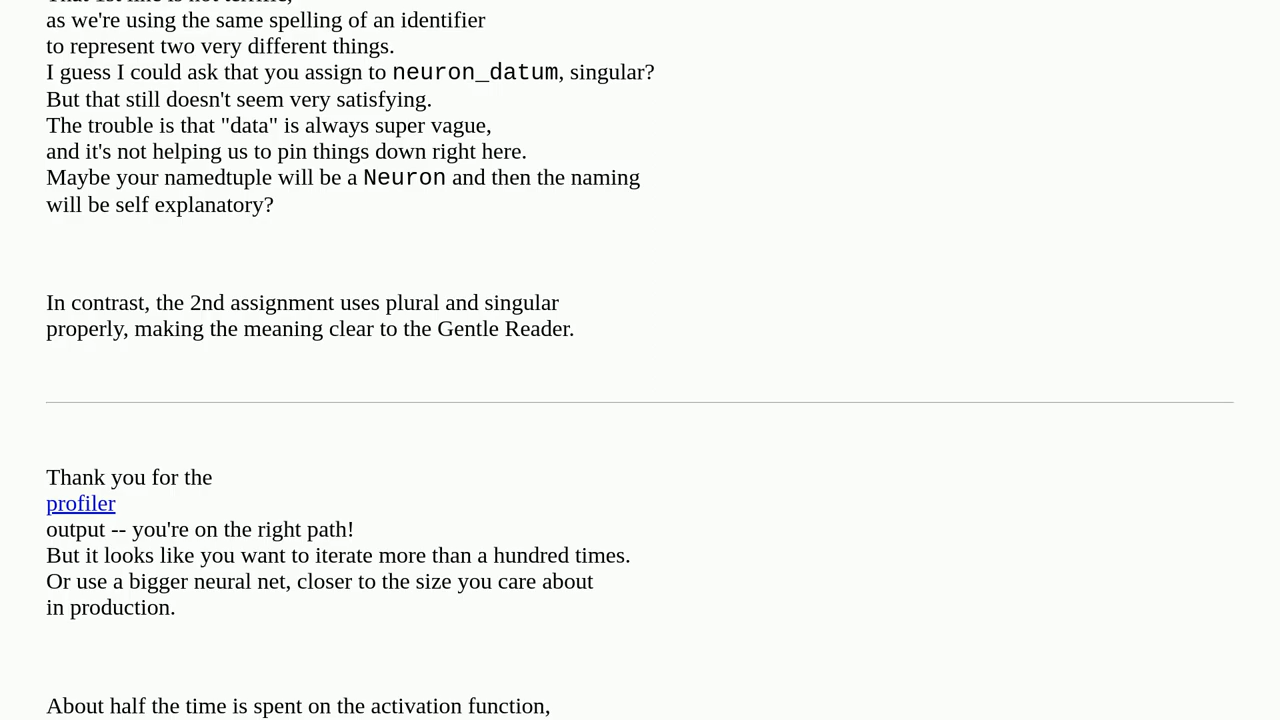 as we're using the same spelling of an identifier
to represent two very different things.
I guess I could ask that you assign to neuron_datum, singular?
But that still doesn't seem very satisfying.
The trouble is that "data" is always super vague,
and it's not helping us to pin things down right here.
Maybe your namedtuple will be a Neuron and then the naming
will be self explanatory?
In contrast, the 2nd assignment uses plural and singular
properly, making the meaning clear to the Gentle Reader.
Thank you for the
profiler
output -- you're on the right path!
But it looks like you want to iterate more than a hundred times.
Or use a bigger neural net, closer to the size you care about
in production.
About half the time is spent on the activation function,